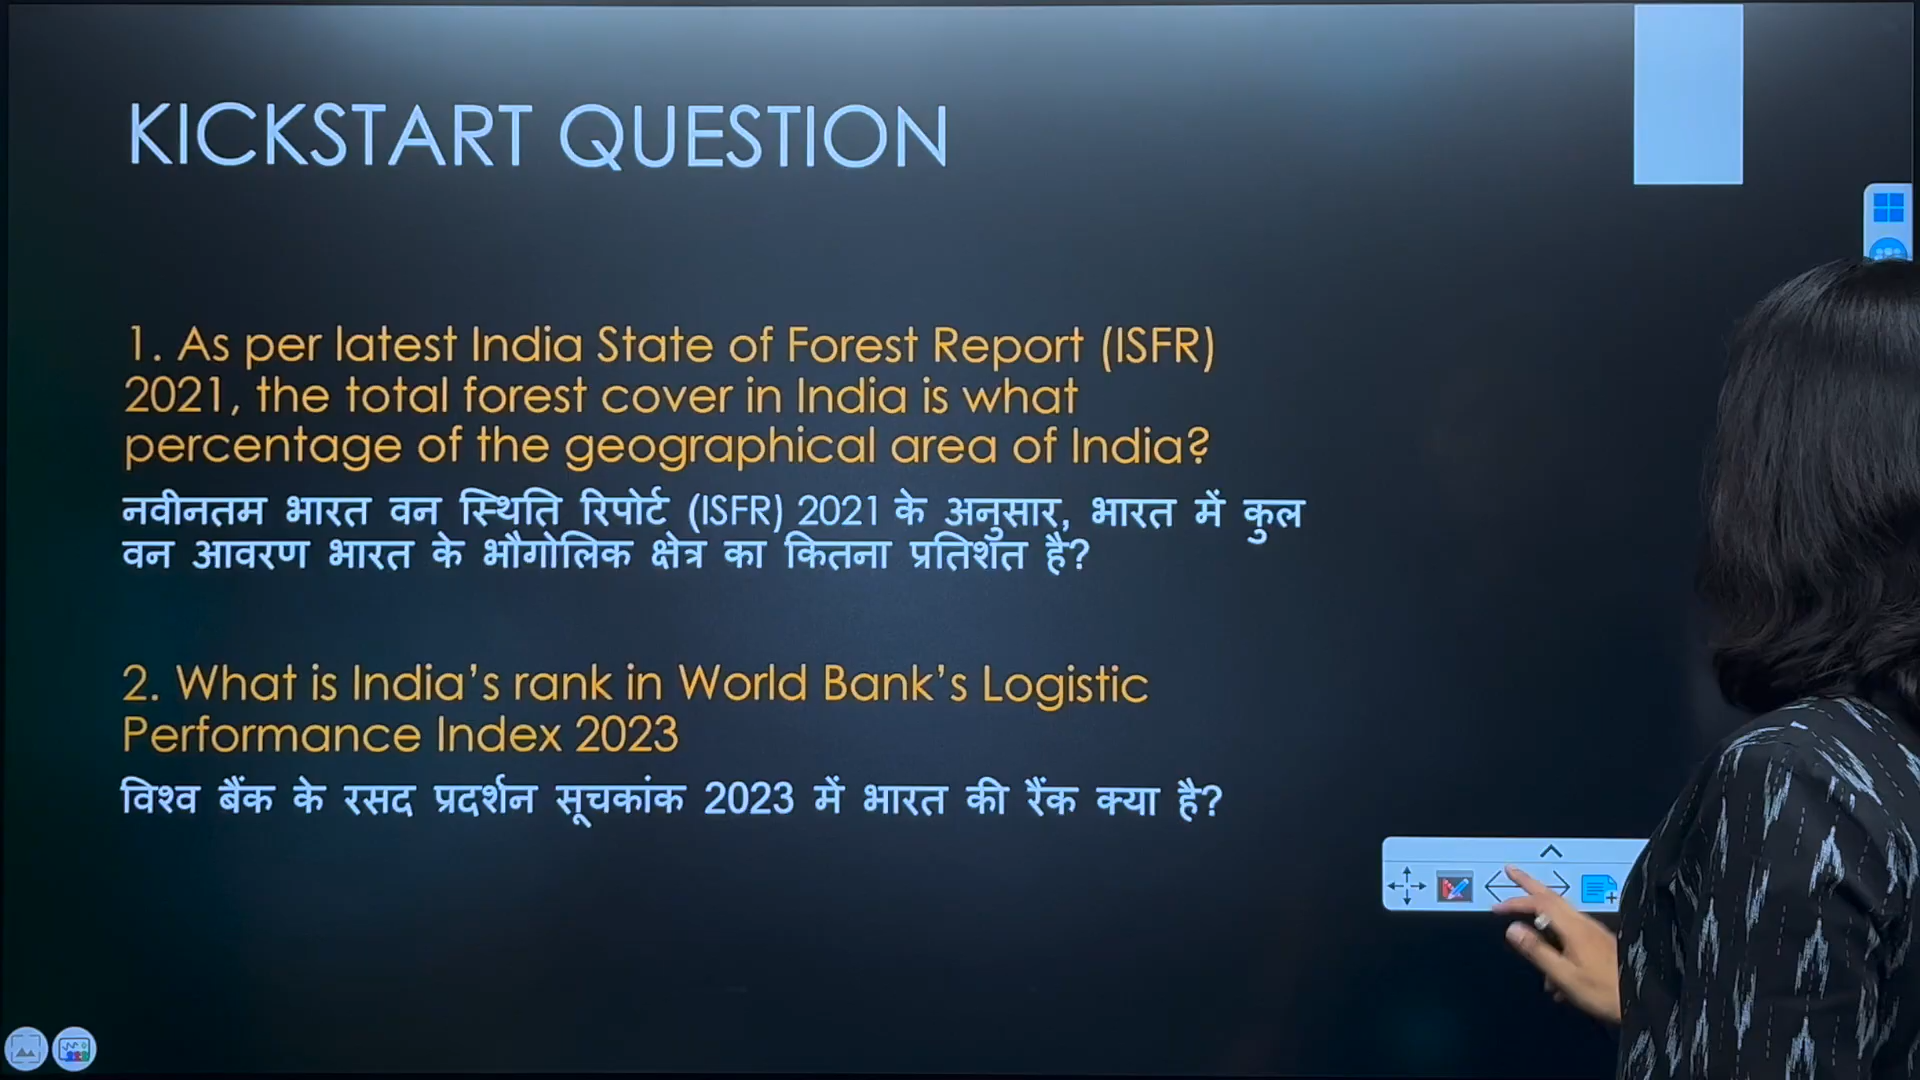 KICKSTART QUESTION
1. As per latest India State of Forest Report (ISFR)
2021, the total forest cover in India is what
percentage of the geographical area of India?
नवीनतम भारत वन स्थिति रिपोर्ट (ISFR) 2021 के अनुसार, भारत में कुल
वन आवरण भारत के भौगोलिक क्षेत्र का कितना प्रतिशत है?
2. What is India's rank in World Bank's Logistic
Performance Index 2023
विश्व बैंक के रसद प्रदर्शन सूचकांक 2023 में भारत की रैंक क्या है?